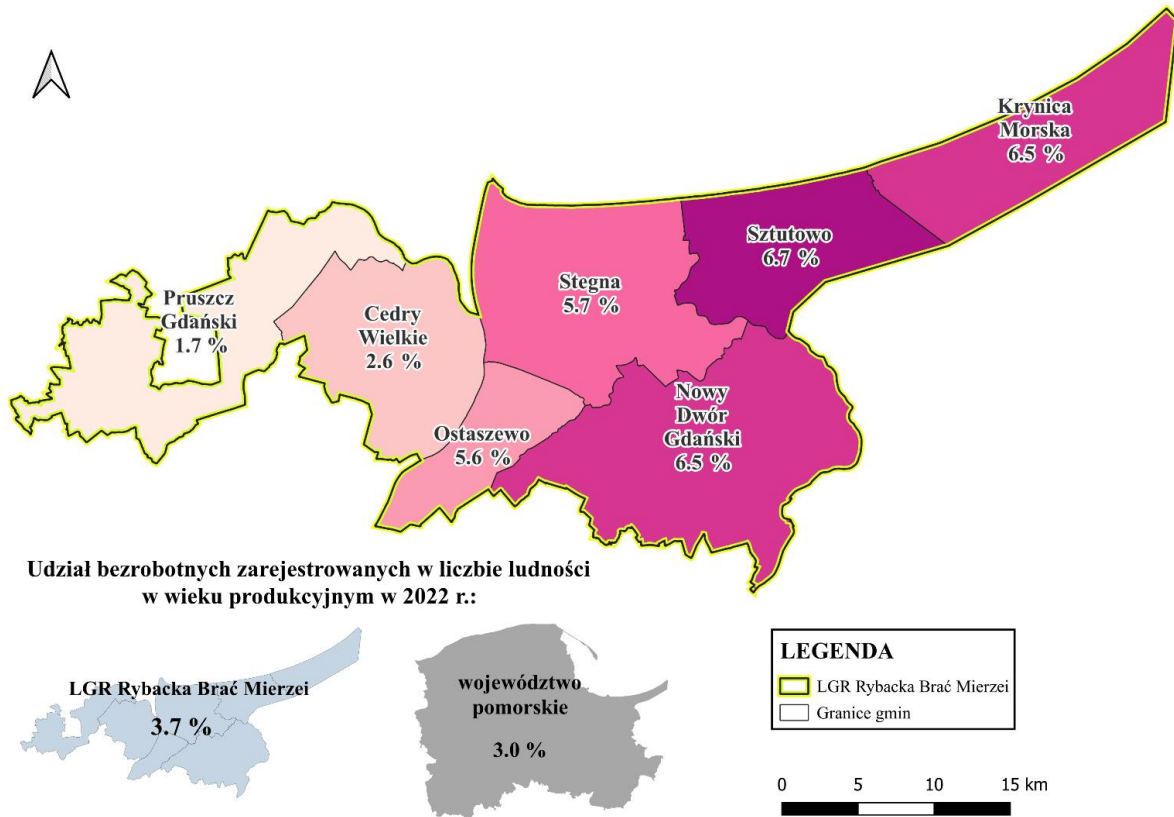 Krynica
Morska
6.5 %
Sztutowo
6.7 %
Stegna
5.7 %
Pruszcz
Gdański
1.7 %
Cedry
Wielkie
2.6 %
Nowy
Dwór
Gdański
6.5 %
Ostaszewo
5.6 %
Udział bezrobotnych zarejestrowanych w liczbie ludności
w wieku produkcyjnym w 2022 r.:
LGR Rybacka Brać Mierzei
3.7 %
województwo
pomorskie
3.0 %
LEGENDA
LGR Rybacka Brać Mierzei
Granice gmin
0 5 10 15 km